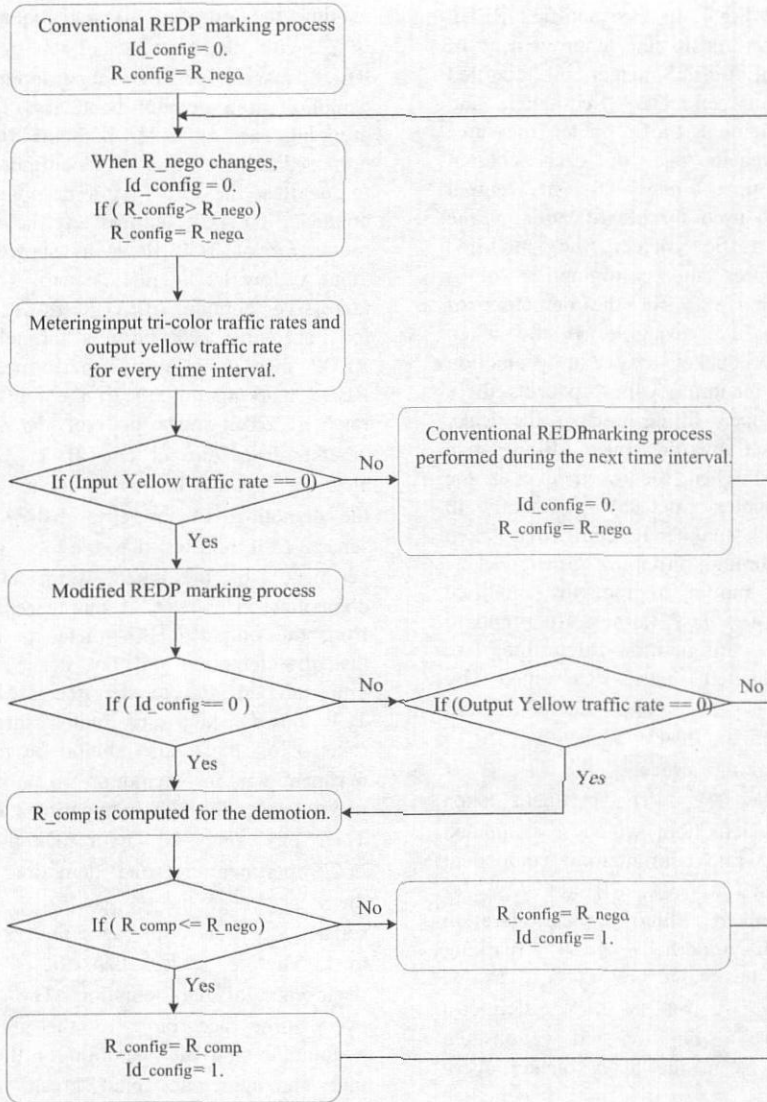 Conventional REDP marking process
Id_config= 0.
R_config= R_nego.
When R_nego changes,
Id_config = 0.
If ( R_config> R_nego)
R_config= R_nego.
Meteringinput tri-color traffic rates and
output yellow traffic rate
for every time interval.
If (Input Yellow traffic rate == 0)
No
Conventional REDPmarking process
performed during the next time interval.
Id_config= 0.
R_config= R_nego.
Yes
Modified REDP marking process
If ( Id_config==0 )
No
If (Output Yellow traffic rate == 0)
No
Yes
Yes
R_comp is computed for the demotion.
If ( R_comp<= R_nego)
No
R_config= R_nego.
Id_config= 1.
Yes
R_config= R_comp.
Id_config= 1.